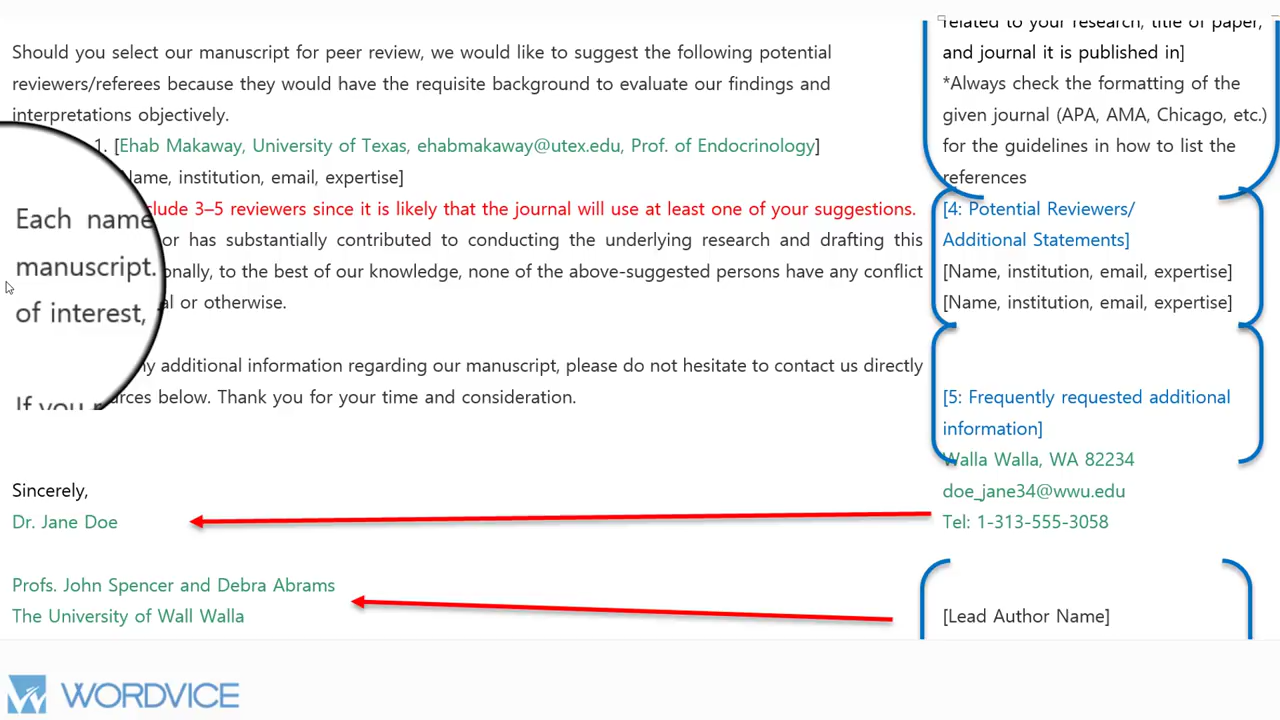 Should you select our manuscript for peer review, we would like to suggest the following potential
reviewers/referees because they would have the requisite background to evaluate our findings and
interpretations objectively.
1. [Ehab Makaway, University of Texas, ehabmakaway@utex.edu, Prof. of Endocrinology]
Name, institution, email, expertise]
3–5 reviewers since it is likely that the journal will use at least one of your suggestions.
Each name
or has substantially contributed to conducting the underlying research and drafting this
manuscript.
to the best of our knowledge, none of the above-suggested persons have any conflict
of interest,
or otherwise.
If you
additional information regarding our manuscript, please do not hesitate to contact us directly
below. Thank you for your time and consideration.
Sincerely,
Dr. Jane Doe
Profs. John Spencer and Debra Abrams
The University of Wall Walla
related to your research, title of paper,
and journal it is published in]
*Always check the formatting of the
given journal (APA, AMA, Chicago, etc.)
for the guidelines in how to list the
references
[4: Potential Reviewers/
Additional Statements]
[Name, institution, email, expertise]
[Name, institution, email, expertise]
[5: Frequently requested additional
information]
Walla Walla, WA 82234
doe_jane34@wwu.edu
Tel: 1-313-555-3058
[Lead Author Name]
WORDVICE